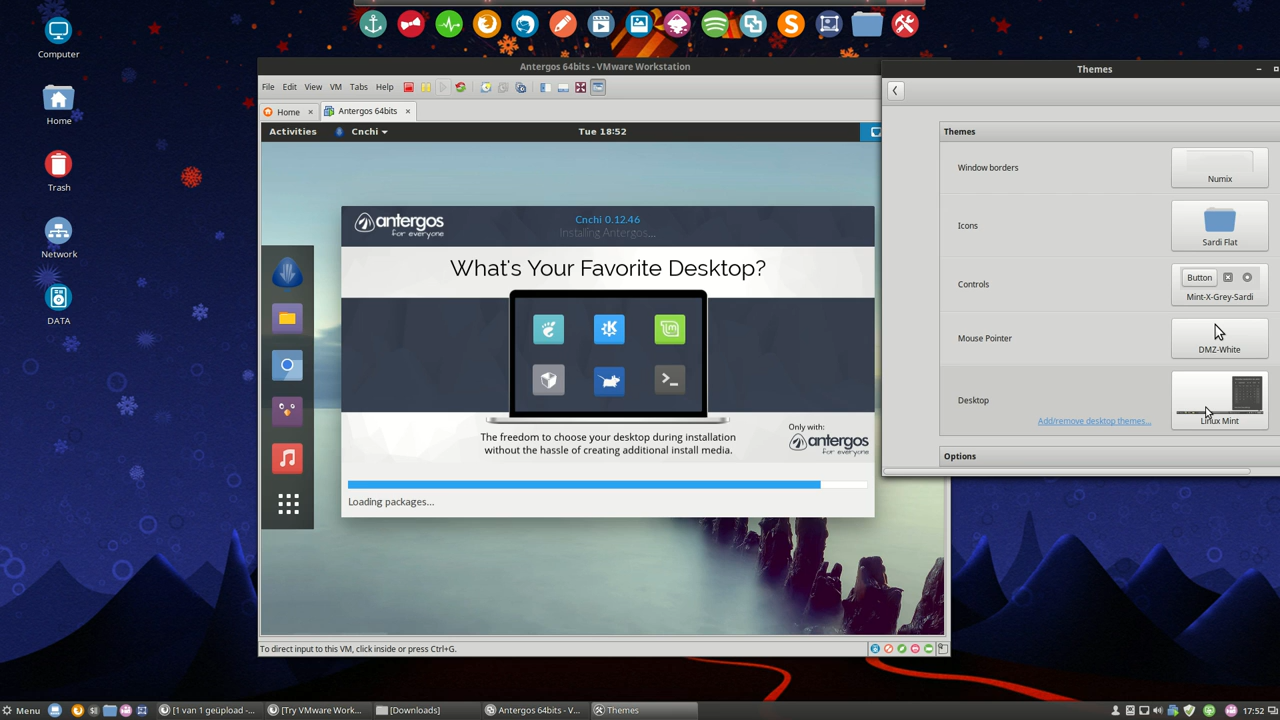 Computer
Home
Trash
Network
DATA
Antergos 64bits - VMware Workstation
File Edit View VM Tabs Help
Home
Antergos 64bits
Activities
Cnchi
Tue 18:52
antergos
for everyone
Cnchi 0.12.46
Installing Antergos...
What's Your Favorite Desktop?
The freedom to choose your desktop during installation
without the hassle of creating additional install media.
Only with:
antergos
for everyone
Loading packages...
To direct input to this VM, click inside or press Ctrl+G.
Themes
Themes
Window borders
Numix
Icons
Sardi Flat
Controls
Button
Mint-X-Grey-Sardi
Mouse Pointer
DMZ-White
Desktop
Add/remove desktop themes...
Linux Mint
Options
Menu
[1 van 1 geüpload -...
[Try VMware Work...
[Downloads]
Antergos 64bits - V...
Themes
17:52